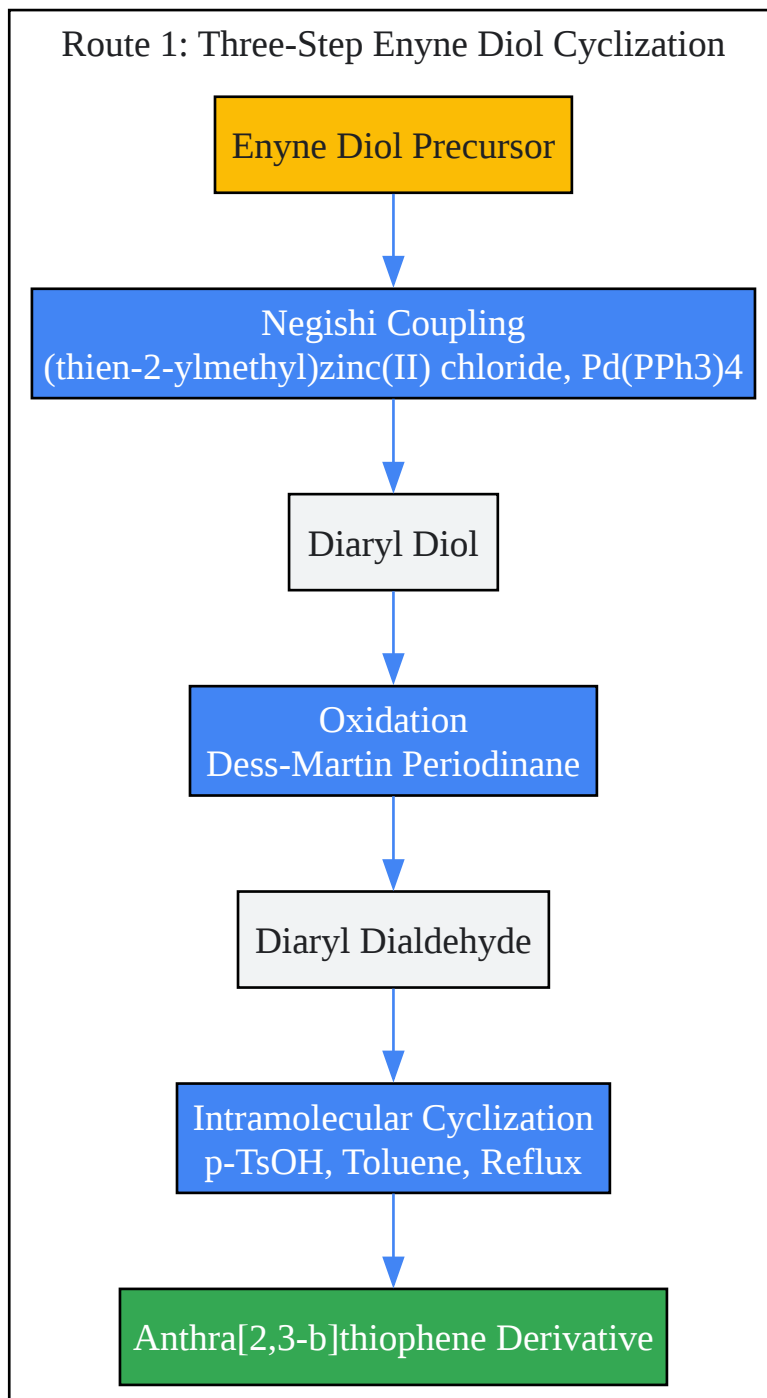 Route 1: Three-Step Enyne Diol Cyclization
Enyne Diol Precursor
Negishi Coupling
(thien-2-ylmethyl)zinc(II) chloride, Pd(PPh3)4
Diaryl Diol
Oxidation
Dess-Martin Periodinane
Diaryl Dialdehyde
Intramolecular Cyclization
p-TsOH, Toluene, Reflux
Anthra[2,3-b]thiophene Derivative